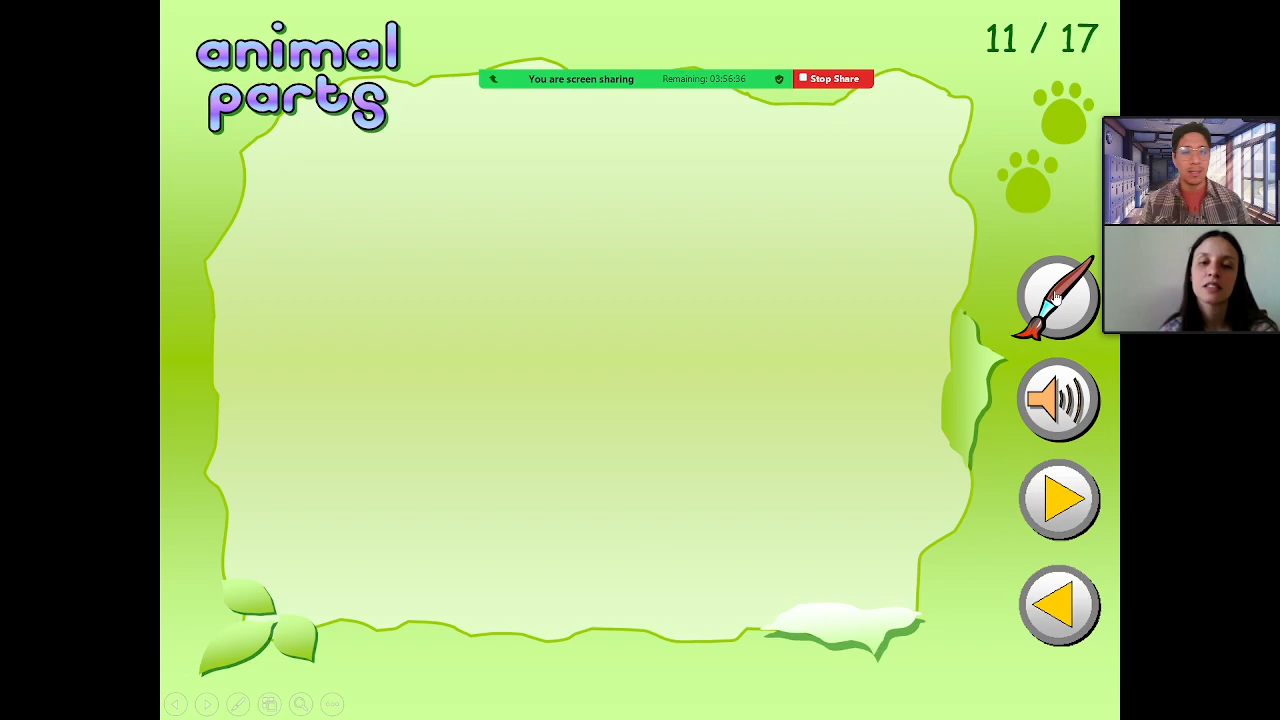 animal
parts
11 / 17
You are screen sharing
Remaining: 03:56:36
Stop Share